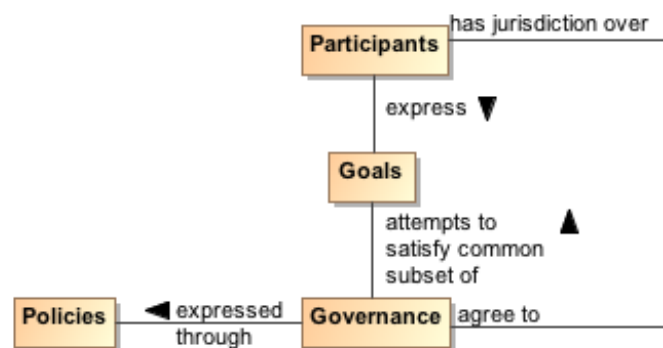 has jurisdiction over
Participants
express
Goals
attempts to
satisfy common
subset of
Policies
expressed
through
Governance
agree to